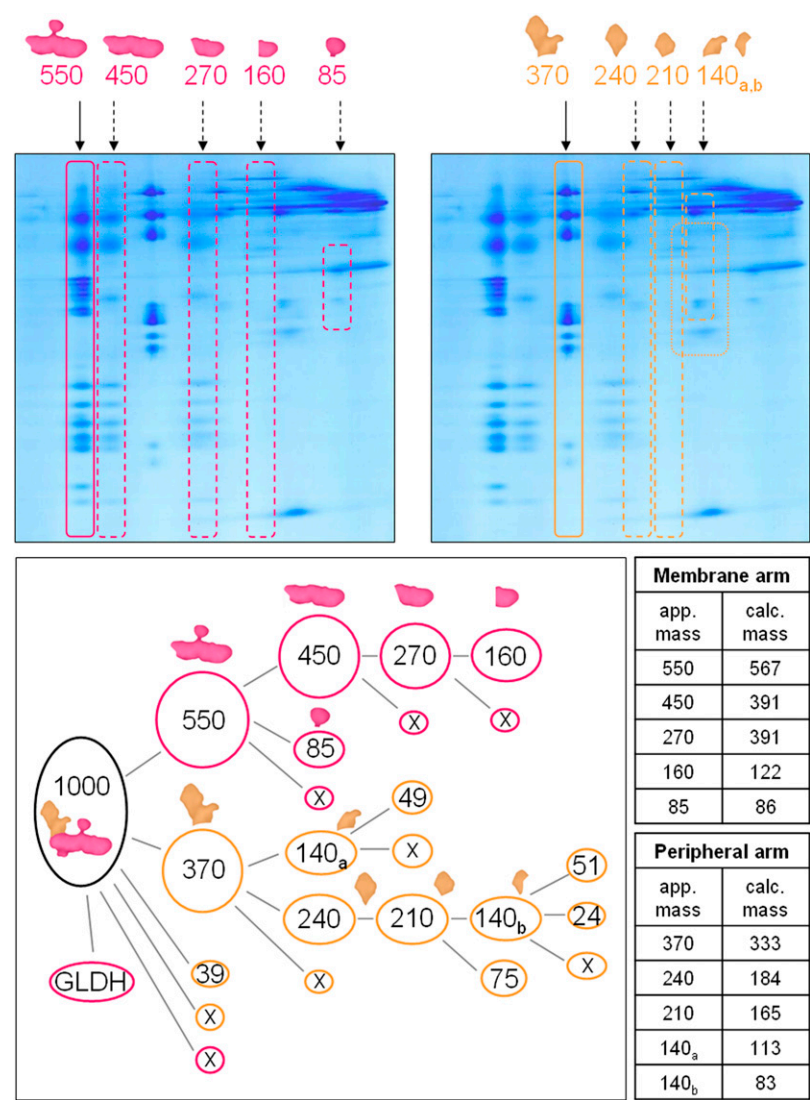 550 450 270 160 85
370 240 210 140a,b
450 270 160
550 X X
85
1000 X 49
140a X
370 51
240 210 140b 24
GLDH 39 X 75 X
X
X
Membrane arm
app. mass calc. mass
550 567
450 391
270 391
160 122
85 86
Peripheral arm
app. mass calc. mass
370 333
240 184
210 165
140a 113
140b 83